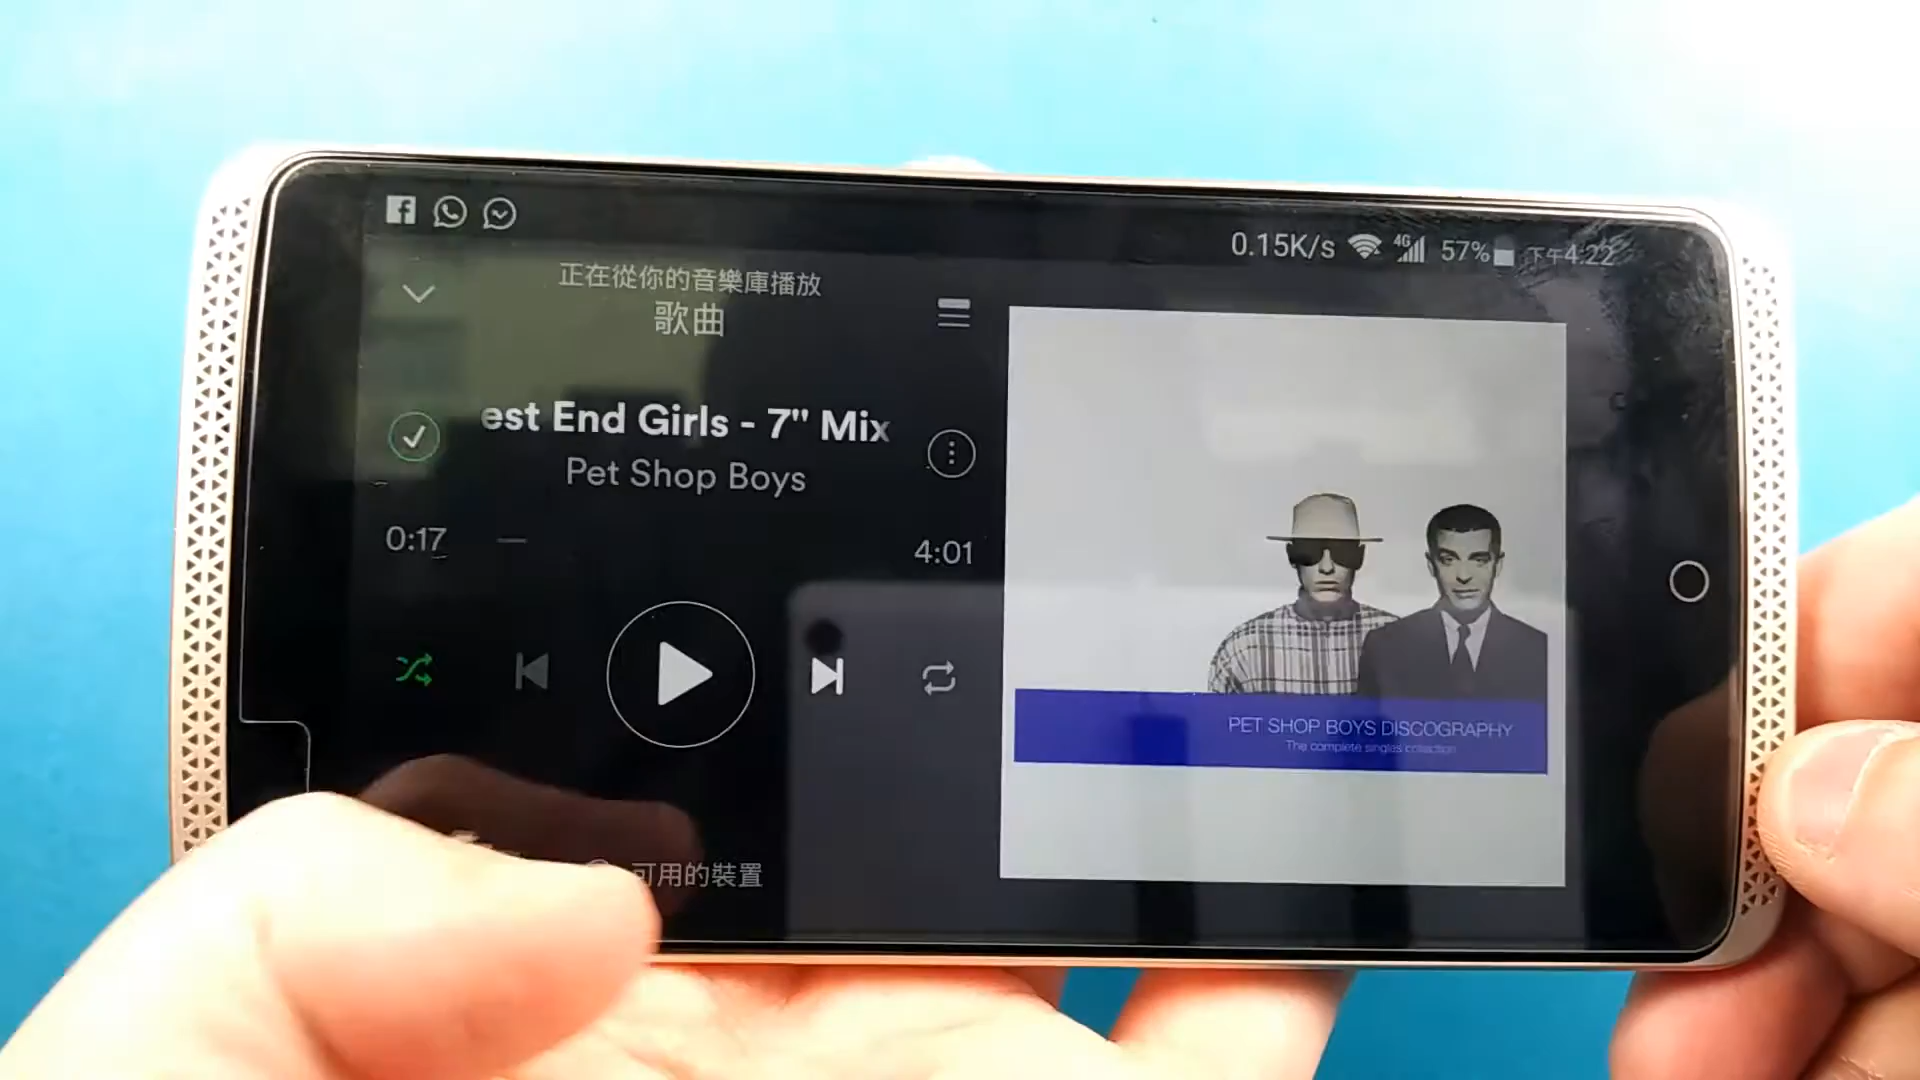 0.15K/s 4G 57% 下午4:22
正在從你的音樂庫播放
歌曲
est End Girls - 7" Mix
Pet Shop Boys
0:17
4:01
可用的裝置
PET SHOP BOYS DISCOGRAPHY
The complete singles collection